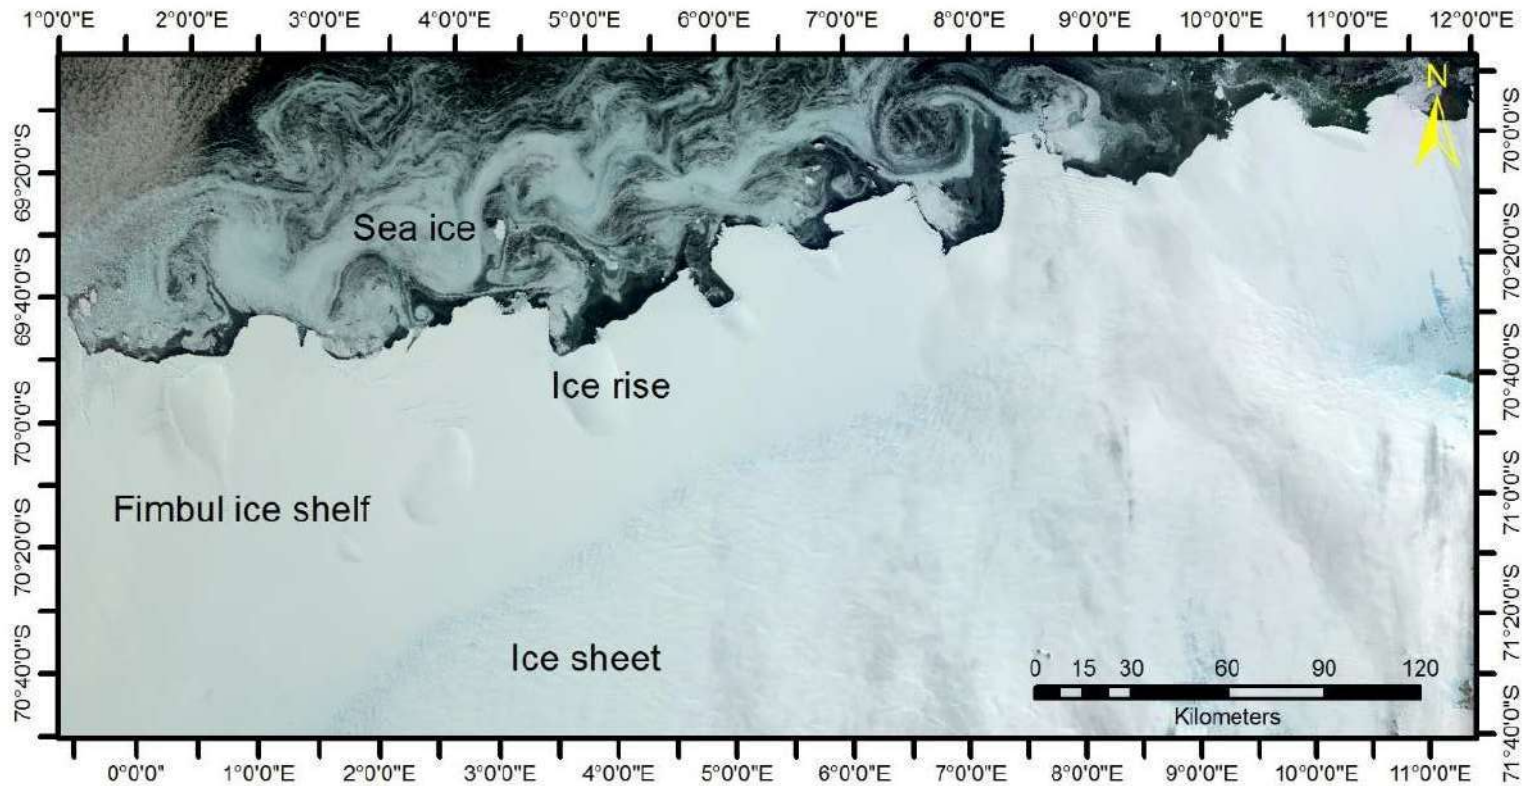 1°0'0"E 2°0'0"E 3°0'0"E 4°0'0"E 5°0'0"E 6°0'0"E 7°0'0"E 8°0'0"E 9°0'0"E 10°0'0"E 11°0'0"E 12°0'0"E
N
69°20'0"S
69°40'0"S
70°0'0"S
70°20'0"S
70°40'0"S
70°0'0"S
70°20'0"S
70°40'0"S
71°0'0"S
71°20'0"S
71°40'0"S
Sea ice
Ice rise
Fimbul ice shelf
Ice sheet
0 15 30 60 90 120
Kilometers
0°0'0" 1°0'0"E 2°0'0"E 3°0'0"E 4°0'0"E 5°0'0"E 6°0'0"E 7°0'0"E 8°0'0"E 9°0'0"E 10°0'0"E 11°0'0"E